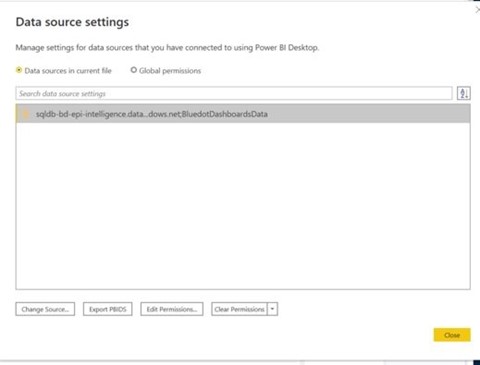 Data source settings
Manage settings for data sources that you have connected to using Power BI Desktop.
Data sources in current file
Global permissions
Search data source settings
sqldb-bd-epi-intelligence.data...dows.net;BluedotDashboardsData
Change Source...
Export PBIDS
Edit Permissions...
Clear Permissions
Close